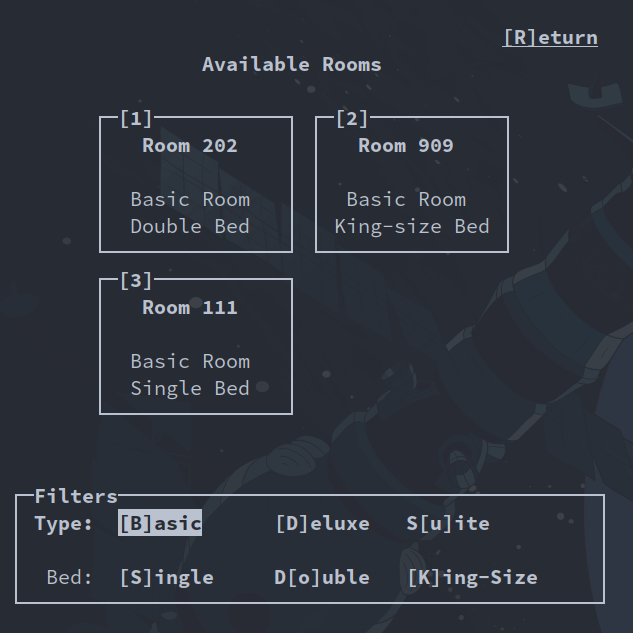 [R]eturn
Available Rooms
[1]
Room 202
Basic Room
Double Bed
[2]
Room 909
Basic Room
King-size Bed
[3]
Room 111
Basic Room
Single Bed
Filters
Type: [B]asic [D]eluxe S[u]ite
Bed: [S]ingle D[o]uble [K]ing-Size